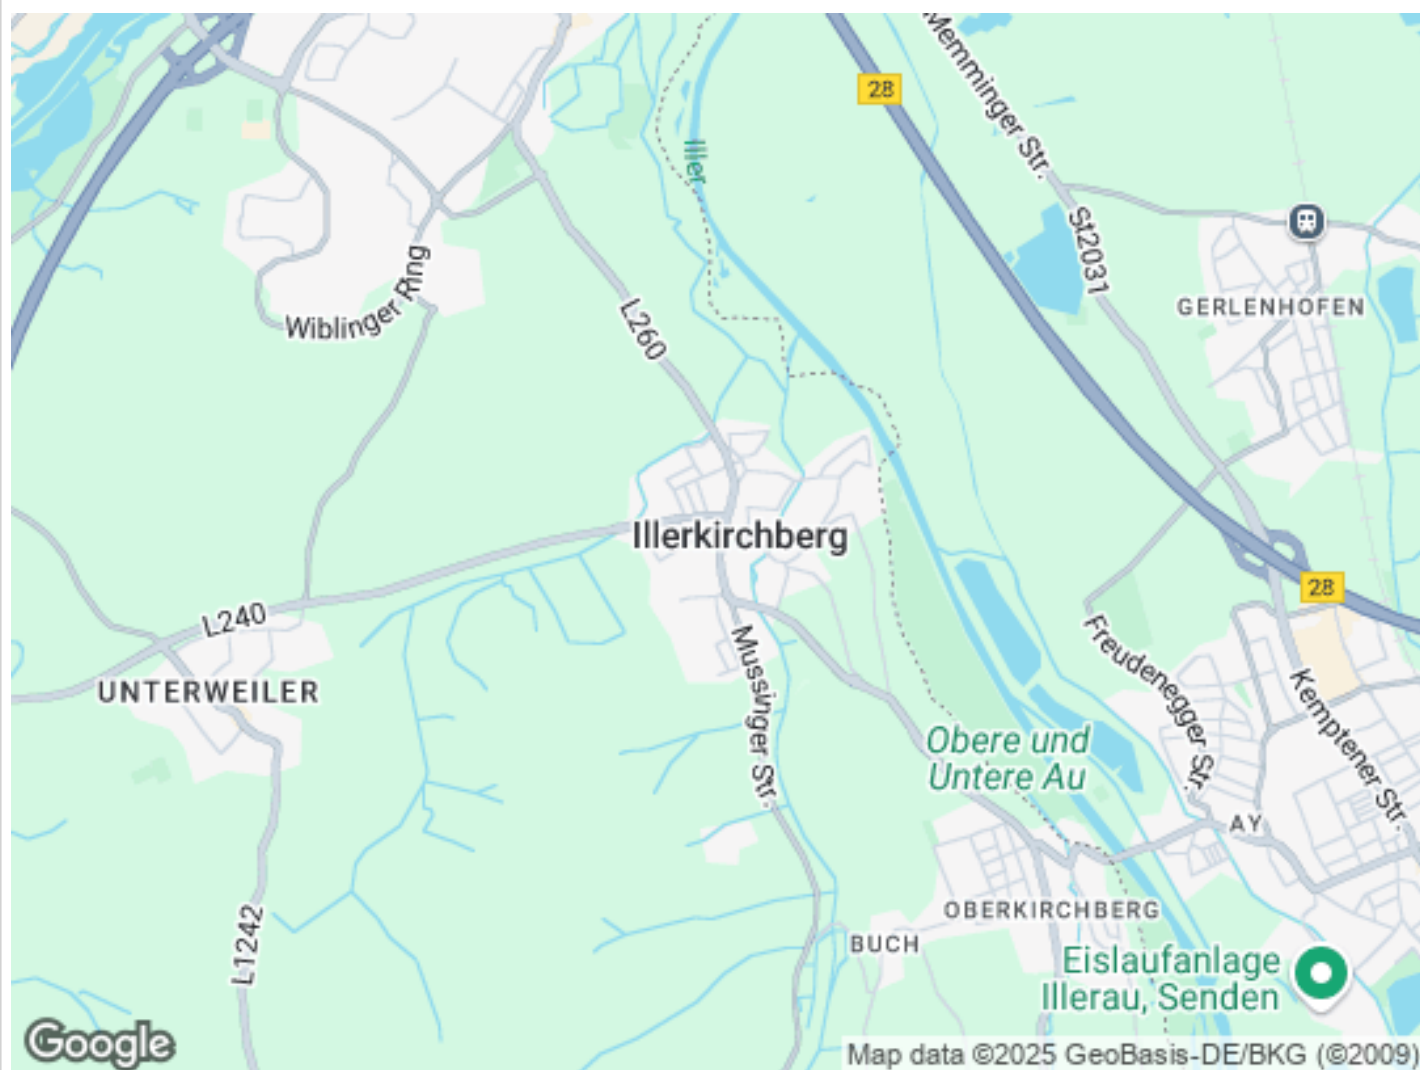 28
Memminger Str.
Iller
St2031
Wiblinger Ring
L260
GERLENHOFEN
Illerkirchberg
28
L240
Freudenegger Str.
Mussinger Str.
UNTERWEILER
Kemptener Str.
Obere und
Untere Au
AY
L1242
OBERKIRCHBERG
BUCH
Eislaufanlage
Illerau, Senden
Google
Map data ©2025 GeoBasis-DE/BKG (©2009)